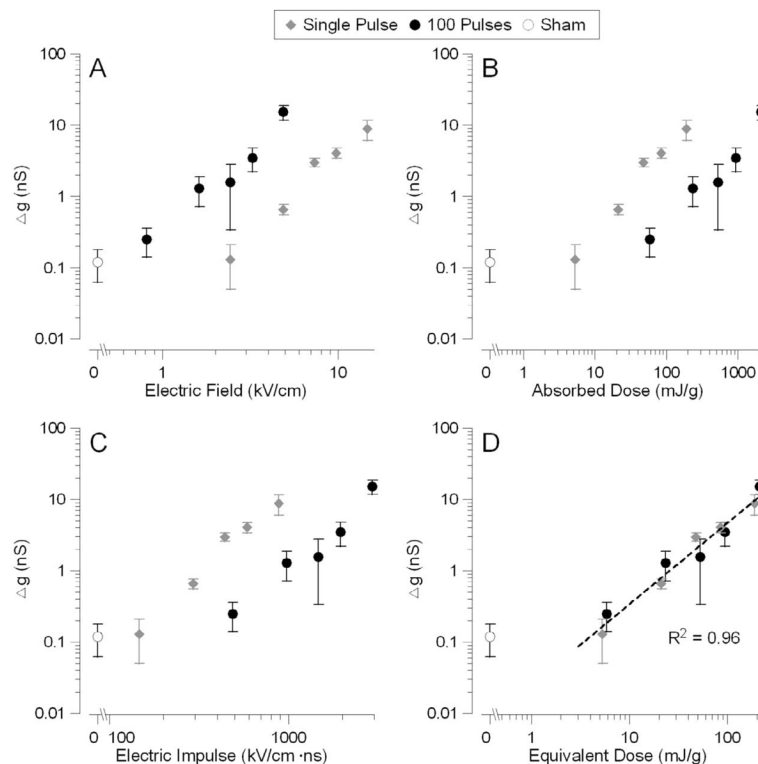 Single Pulse 100 Pulses Sham
A
100
10
1
0.1
0.01
△g (nS)
0 1 10
Electric Field (kV/cm)
B
100
10
1
0.1
0.01
△g (nS)
0 1 10 100 1000
Absorbed Dose (mJ/g)
C
100
10
1
0.1
0.01
△g (nS)
0 100 1000
Electric Impulse (kV/cm ·ns)
D
100
10
1
0.1
0.01
△g (nS)
R² = 0.96
0 1 10 100
Equivalent Dose (mJ/g)